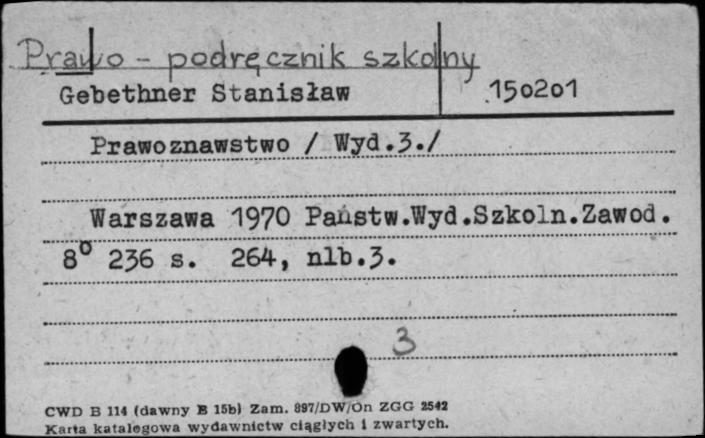 Prawo - podręcznik szkolny
Gebethner Stanisław 150201
Prawoznawstwo / Wyd.3./
Warszawa 1970 Państw.Wyd.Szkoln.Zawod.
8° 236 s. 264, nlb.3.
3
CWD B 114 (dawny B 15b) Zam. 897/DW/On ZGG 2542
Karta katalogowa wydawnictw ciągłych i zwartych.